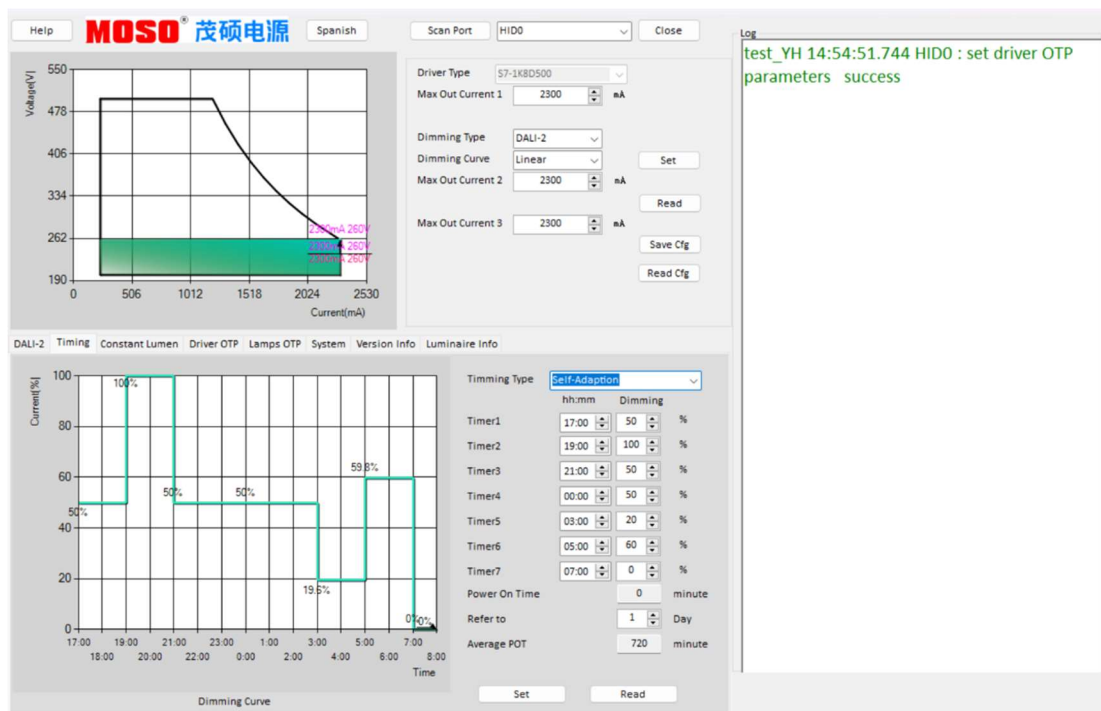 Help
MOSO® 茂硕电源
Spanish
Scan Port
HID0
Close
Log
test_YH 14:54:51.744 HID0 : set driver OTP
parameters success
Voltage[V]
550
478
406
334
262
190
2300mA 260V
2300mA 260V
2300mA 260V
0 506 1012 1518 2024 2530
Current(mA)
Driver Type S7-1K8D500
Max Out Current 1 2300 mA
Dimming Type DALI-2
Dimming Curve Linear Set
Max Out Current 2 2300 mA
Read
Max Out Current 3 2300 mA
Save Cfg
Read Cfg
DALI-2 Timing Constant Lumen Driver OTP Lamps OTP System Version Info Luminaire Info
Current[%]
100
80
60
40
20
0
100%
59.8%
50% 50%
50%
19.6%
0% 0%
17:00 19:00 21:00 23:00 1:00 3:00 5:00 7:00
18:00 20:00 22:00 0:00 2:00 4:00 6:00 8:00
Time
Dimming Curve
Timming Type Self-Adaption
hh:mm Dimming
Timer1 17:00 50 %
Timer2 19:00 100 %
Timer3 21:00 50 %
Timer4 00:00 50 %
Timer5 03:00 20 %
Timer6 05:00 60 %
Timer7 07:00 0 %
Power On Time 0 minute
Refer to 1 Day
Average POT 720 minute
Set Read